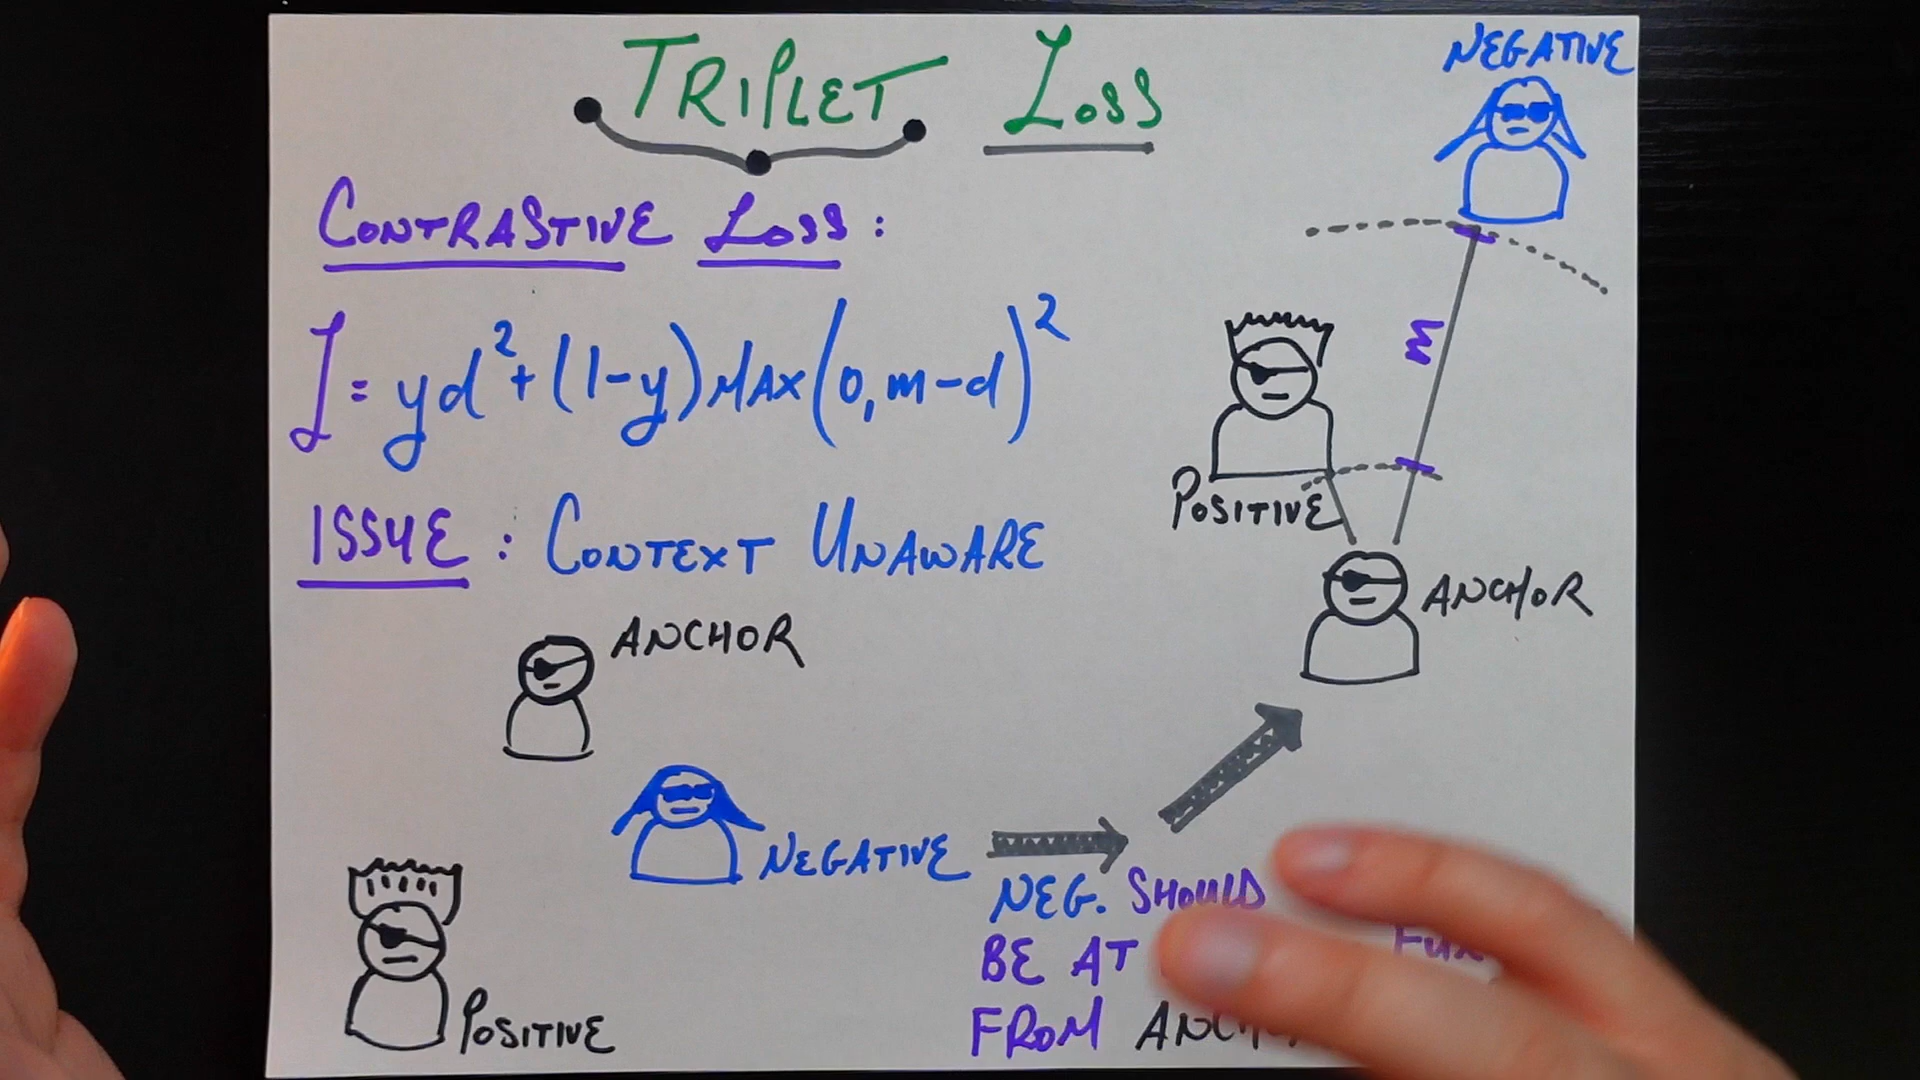 TRIPLET LOSS
NEGATIVE
CONTRASTIVE LOSS:
L = yd² + (1-y) MAX(0, m-d)²
m
POSITIVE
ISSUE: CONTEXT UNAWARE
ANCHOR
ANCHOR
NEGATIVE
NEG. SHOULD
BE AT
FROM
POSITIVE